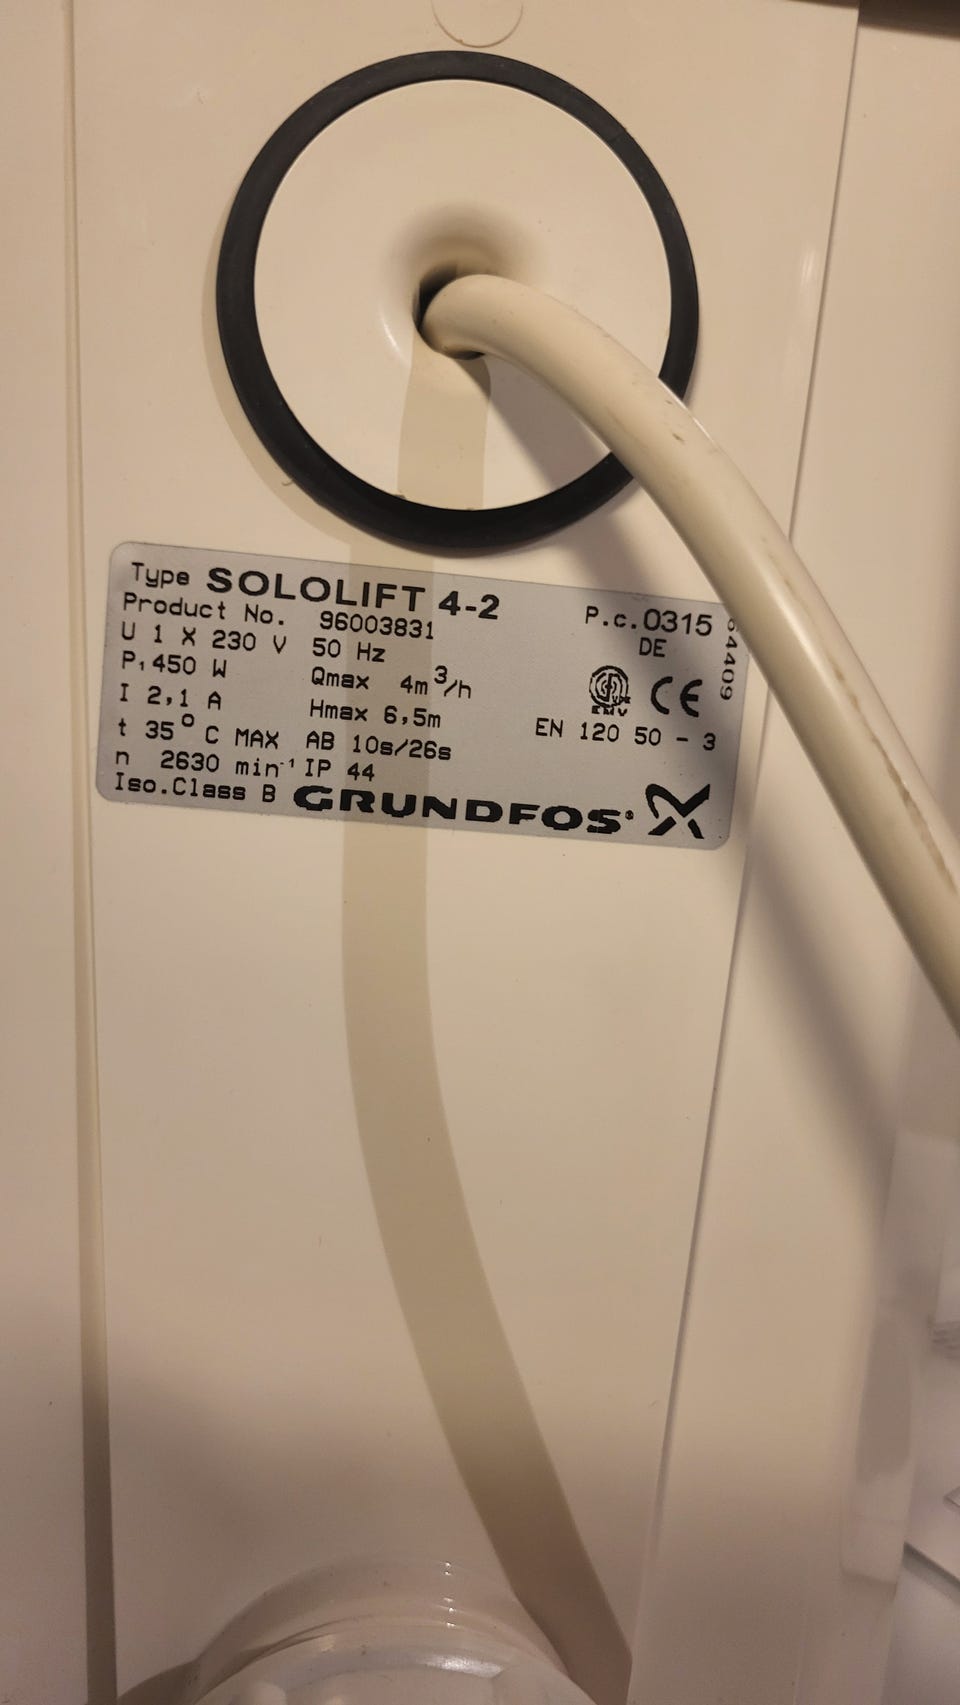 Type SOLOLIFT 4-2
Product No. 96003831
P.c.0315
DE
64409
U 1 X 230 V 50 Hz
P₁ 450 W Qmax 4m³/h
I 2,1 A Hmax 6,5m
EN 120 50 - 3
t 35°C MAX AB 10s/26s
n 2630 min⁻¹ IP 44
Iso.Class B GRUNDFOS®
CE